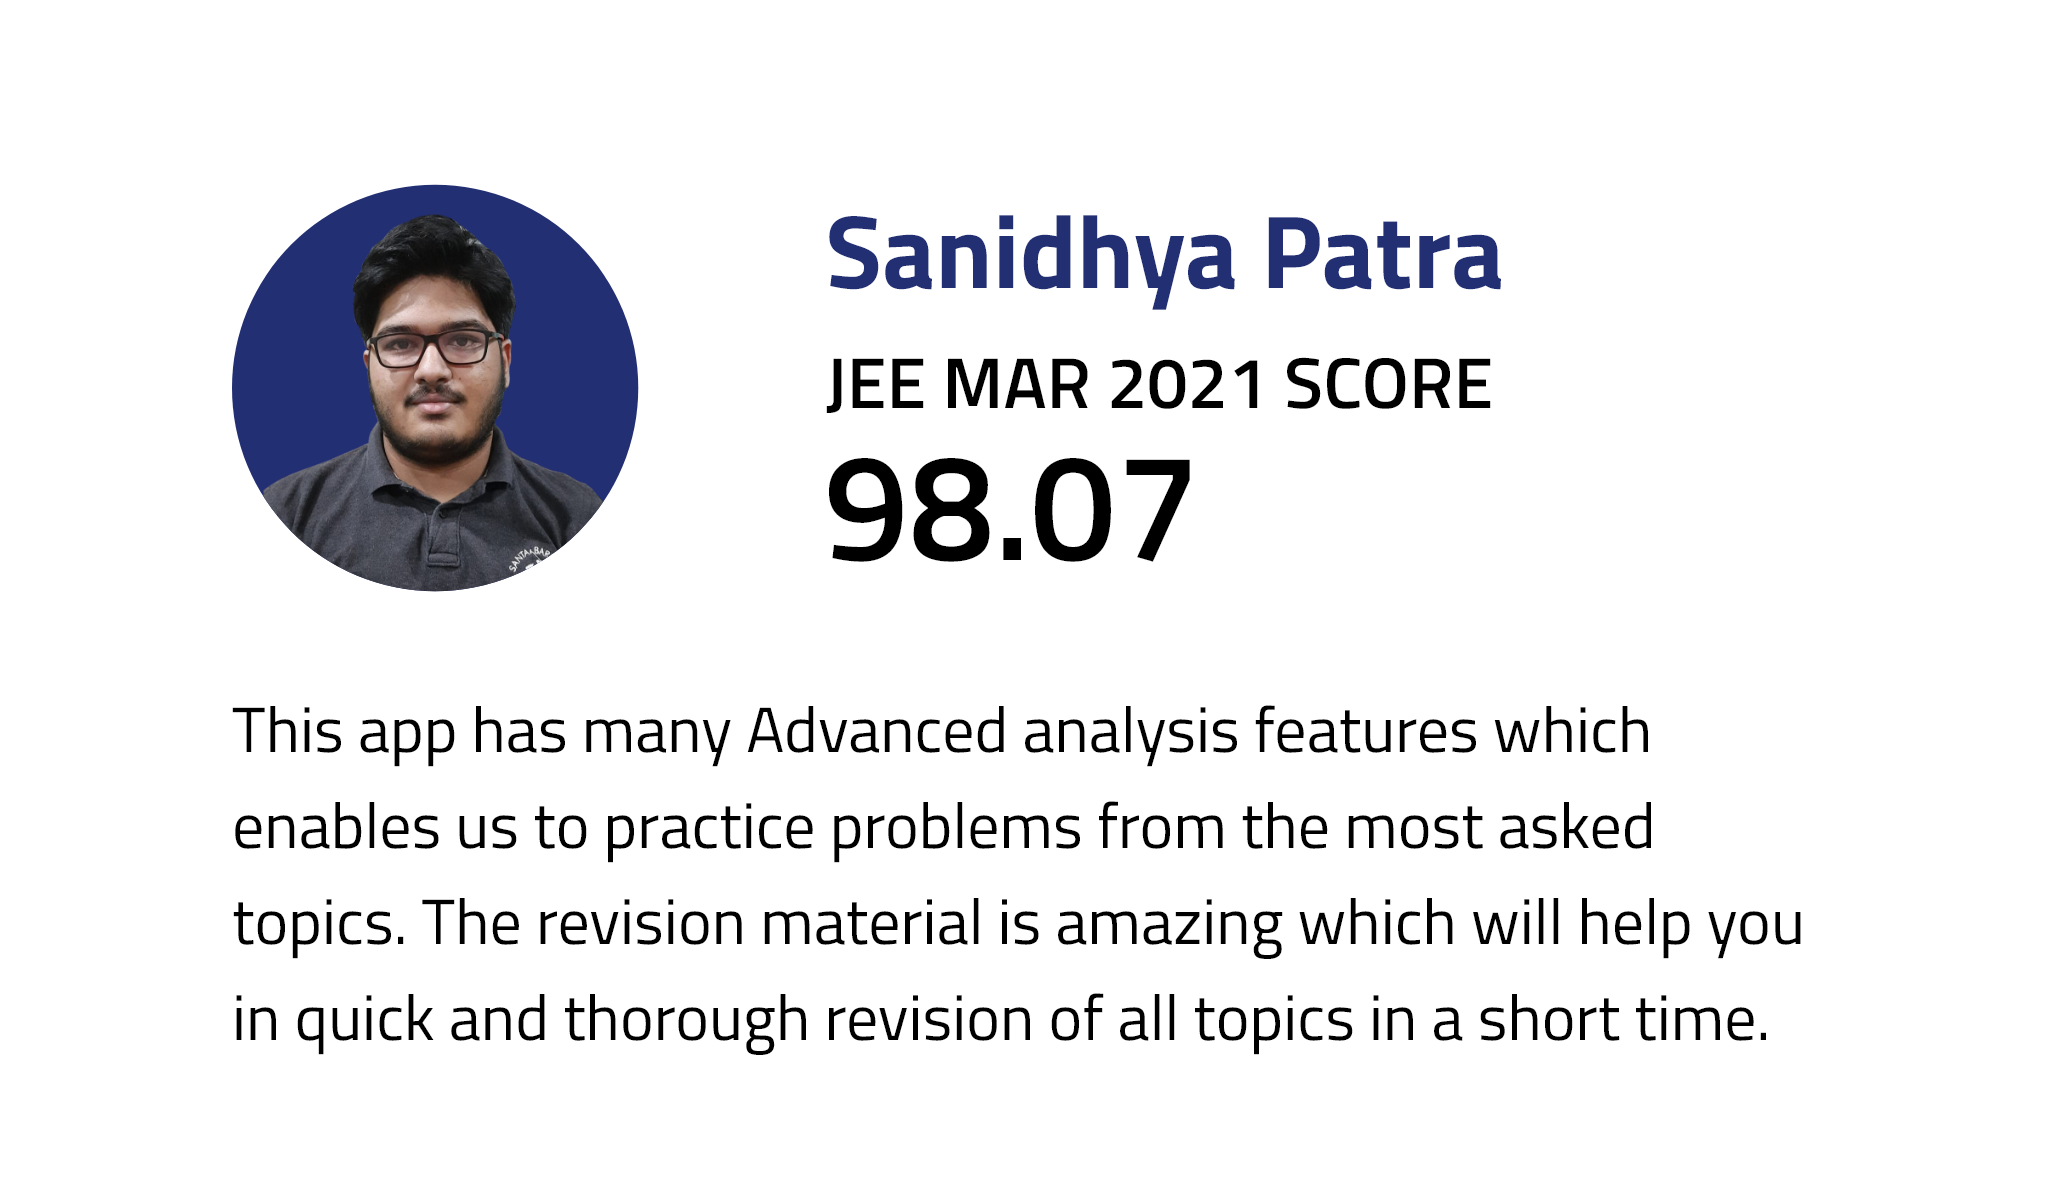 Sanidhya Patra
JEE MAR 2021 SCORE
98.07
This app has many Advanced analysis features which
enables us to practice problems from the most asked
topics. The revision material is amazing which will help you
in quick and thorough revision of all topics in a short time.
SANTA BAR